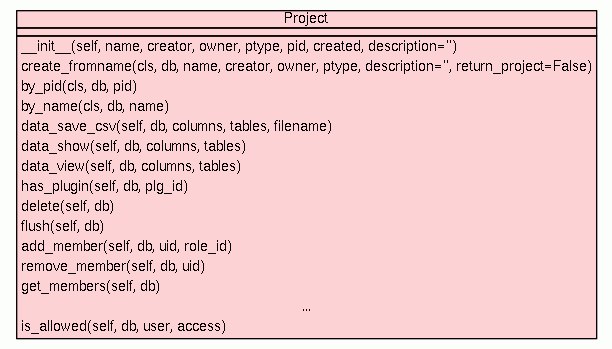 Project
__init__(self, name, creator, owner, ptype, pid, created, description='')
create_fromname(cls, db, name, creator, owner, ptype, description='', return_project=False)
by_pid(cls, db, pid)
by_name(cls, db, name)
data_save_csv(self, db, columns, tables, filename)
data_show(self, db, columns, tables)
data_view(self, db, columns, tables)
has_plugin(self, db, plg_id)
delete(self, db)
flush(self, db)
add_member(self, db, uid, role_id)
remove_member(self, db, uid)
get_members(self, db)
...
is_allowed(self, db, user, access)